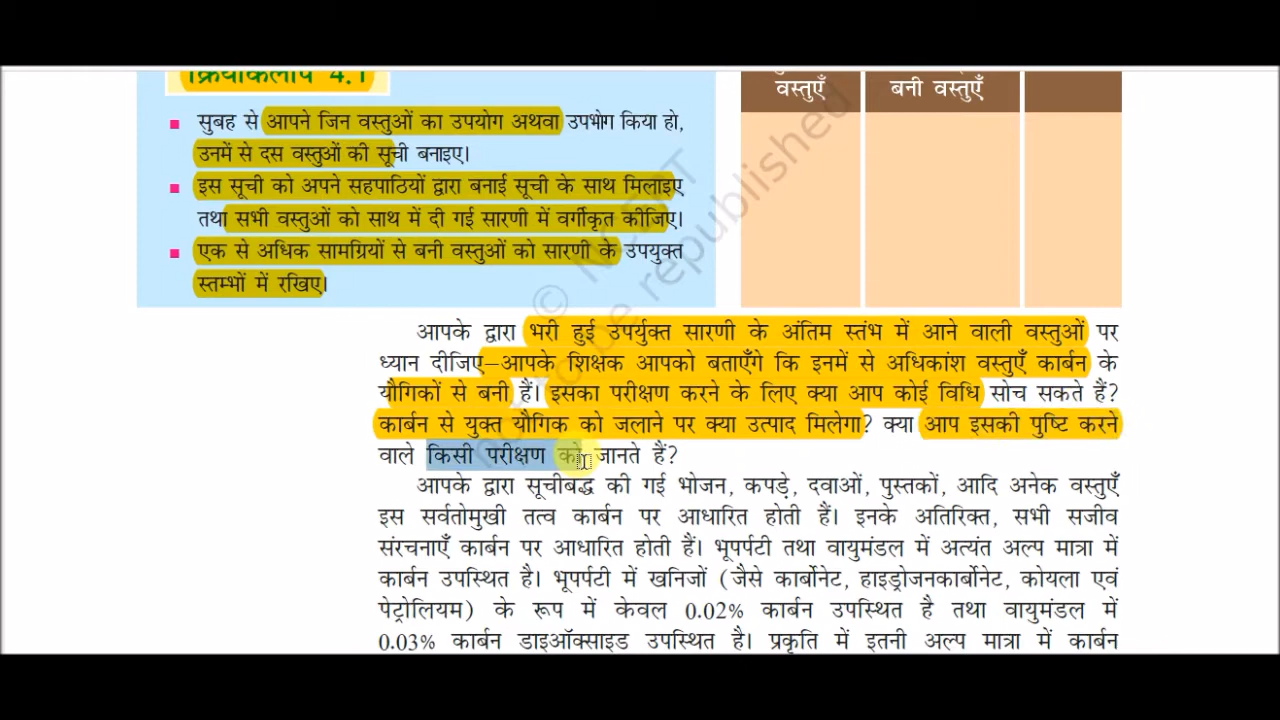 क्रियाकलाप 4.1
सुबह से आपने जिन वस्तुओं का उपयोग अथवा उपभोग किया हो,
उनमें से दस वस्तुओं की सूची बनाइए।
इस सूची को अपने सहपाठियों द्वारा बनाई सूची के साथ मिलाइए
तथा सभी वस्तुओं को साथ में दी गई सारणी में वर्गीकृत कीजिए।
एक से अधिक सामग्रियों से बनी वस्तुओं को सारणी के उपयुक्त
स्तम्भों में रखिए।
वस्तुएँ
बनी वस्तुएँ
आपके द्वारा भरी हुई उपर्युक्त सारणी के अंतिम स्तंभ में आने वाली वस्तुओं पर
ध्यान दीजिए–आपके शिक्षक आपको बताएँगे कि इनमें से अधिकांश वस्तुएँ कार्बन के
यौगिकों से बनी हैं। इसका परीक्षण करने के लिए क्या आप कोई विधि सोच सकते हैं?
कार्बन से युक्त यौगिक को जलाने पर क्या उत्पाद मिलेगा? क्या आप इसकी पुष्टि करने
वाले किसी परीक्षण को जानते हैं?
आपके द्वारा सूचीबद्ध की गई भोजन, कपड़े, दवाओं, पुस्तकों, आदि अनेक वस्तुएँ
इस सर्वतोमुखी तत्व कार्बन पर आधारित होती हैं। इनके अतिरिक्त, सभी सजीव
संरचनाएँ कार्बन पर आधारित होती हैं। भूपर्पटी तथा वायुमंडल में अत्यंत अल्प मात्रा में
कार्बन उपस्थित है। भूपर्पटी में खनिजों (जैसे कार्बोनेट, हाइड्रोजनकार्बोनेट, कोयला एवं
पेट्रोलियम) के रूप में केवल 0.02% कार्बन उपस्थित है तथा वायुमंडल में
0.03% कार्बन डाइऑक्साइड उपस्थित है। प्रकृति में इतनी अल्प मात्रा में कार्बन
© NCERT
not to be republished